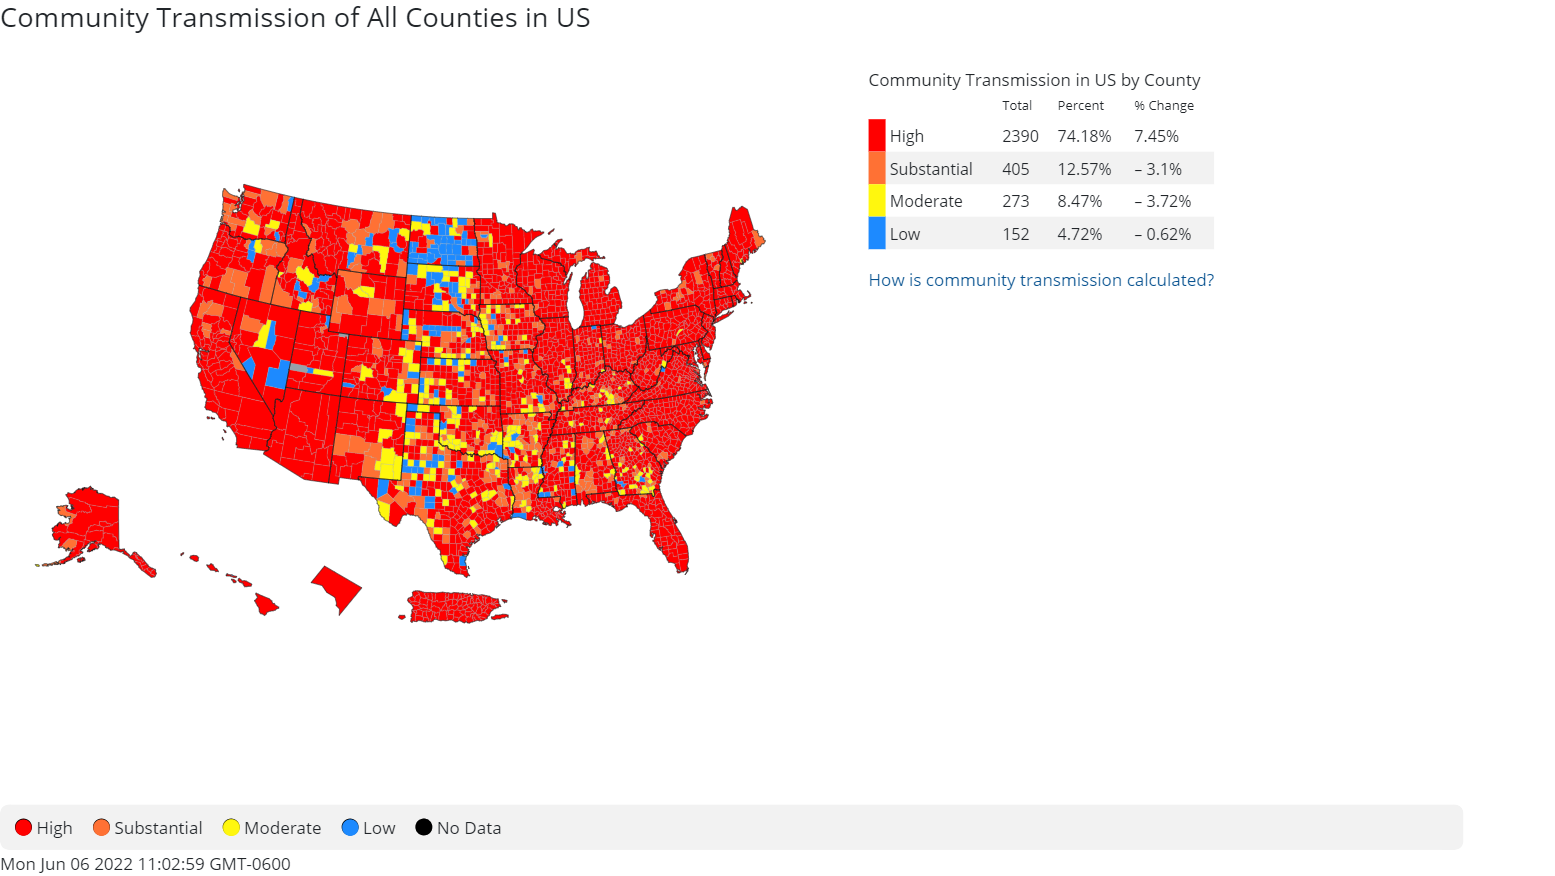 Community Transmission of All Counties in US
Community Transmission in US by County
Total Percent % Change
High 2390 74.18% 7.45%
Substantial 405 12.57% – 3.1%
Moderate 273 8.47% – 3.72%
Low 152 4.72% – 0.62%
How is community transmission calculated?
High Substantial Moderate Low No Data
Mon Jun 06 2022 11:02:59 GMT-0600